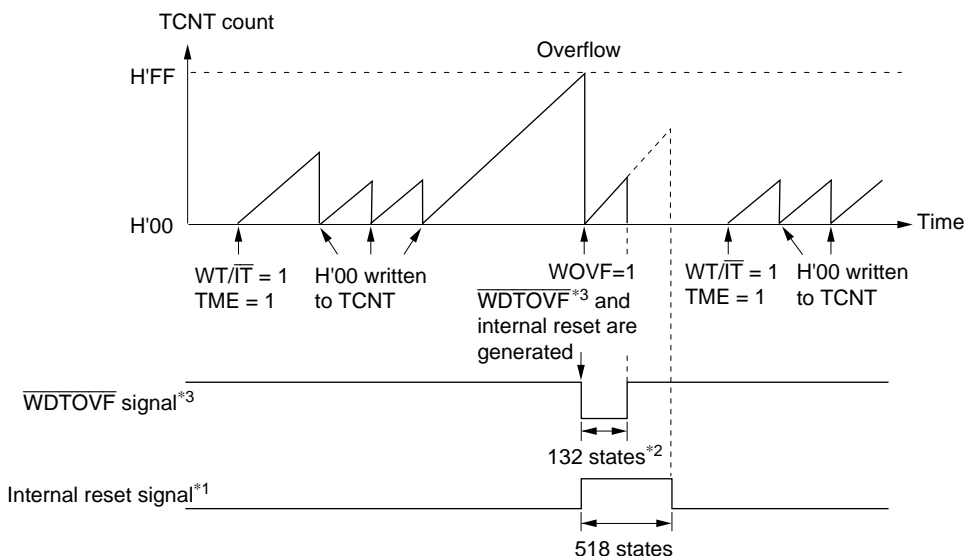 TCNT count
Overflow
H'FF
H'00
Time
WT/IT = 1
TME = 1
H'00 written
to TCNT
WOVF=1
WDTOVF*3 and
internal reset are
generated
WT/IT = 1
TME = 1
H'00 written
to TCNT
WDTOVF signal*3
132 states*2
Internal reset signal*1
518 states